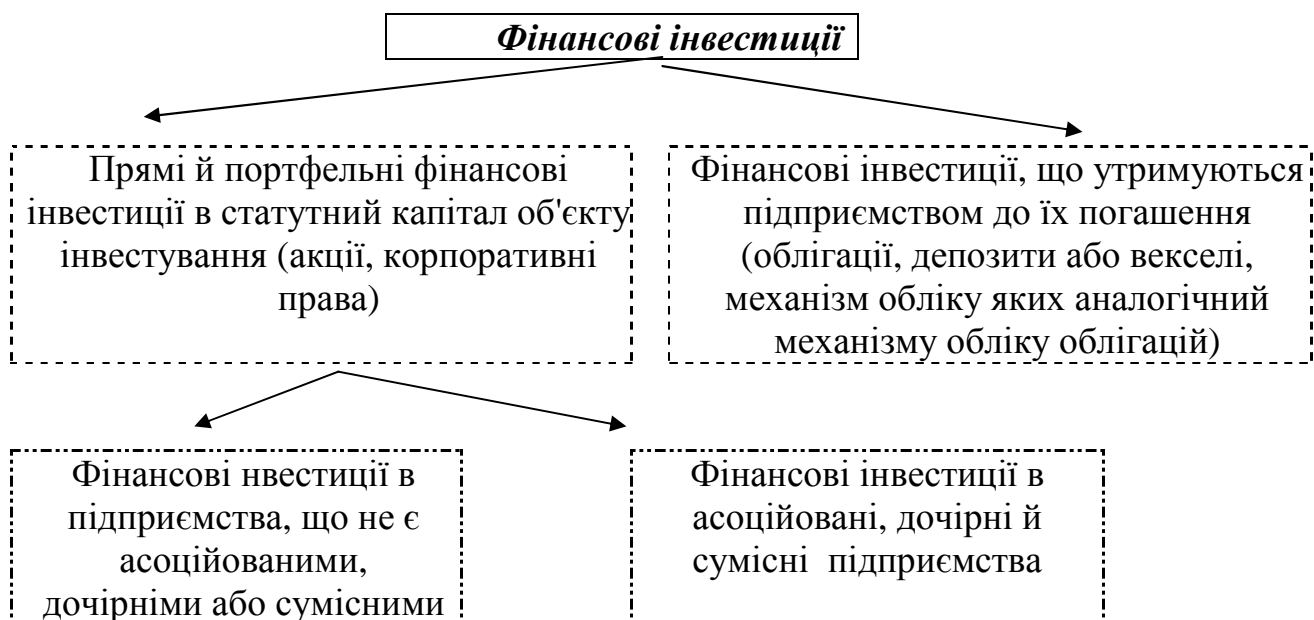 Фінансові інвестиції
Прямі й портфельні фінансові
інвестиції в статутний капітал об'єкту
інвестування (акції, корпоративні
права)
Фінансові інвестиції, що утримуються
підприємством до їх погашення
(облігації, депозити або векселі,
механізм обліку яких аналогічний
механізму обліку облігацій)
Фінансові нвестиції в
підприємства, що не є
асоційованими,
дочірніми або сумісними
Фінансові інвестиції в
асоційовані, дочірні й
сумісні підприємства